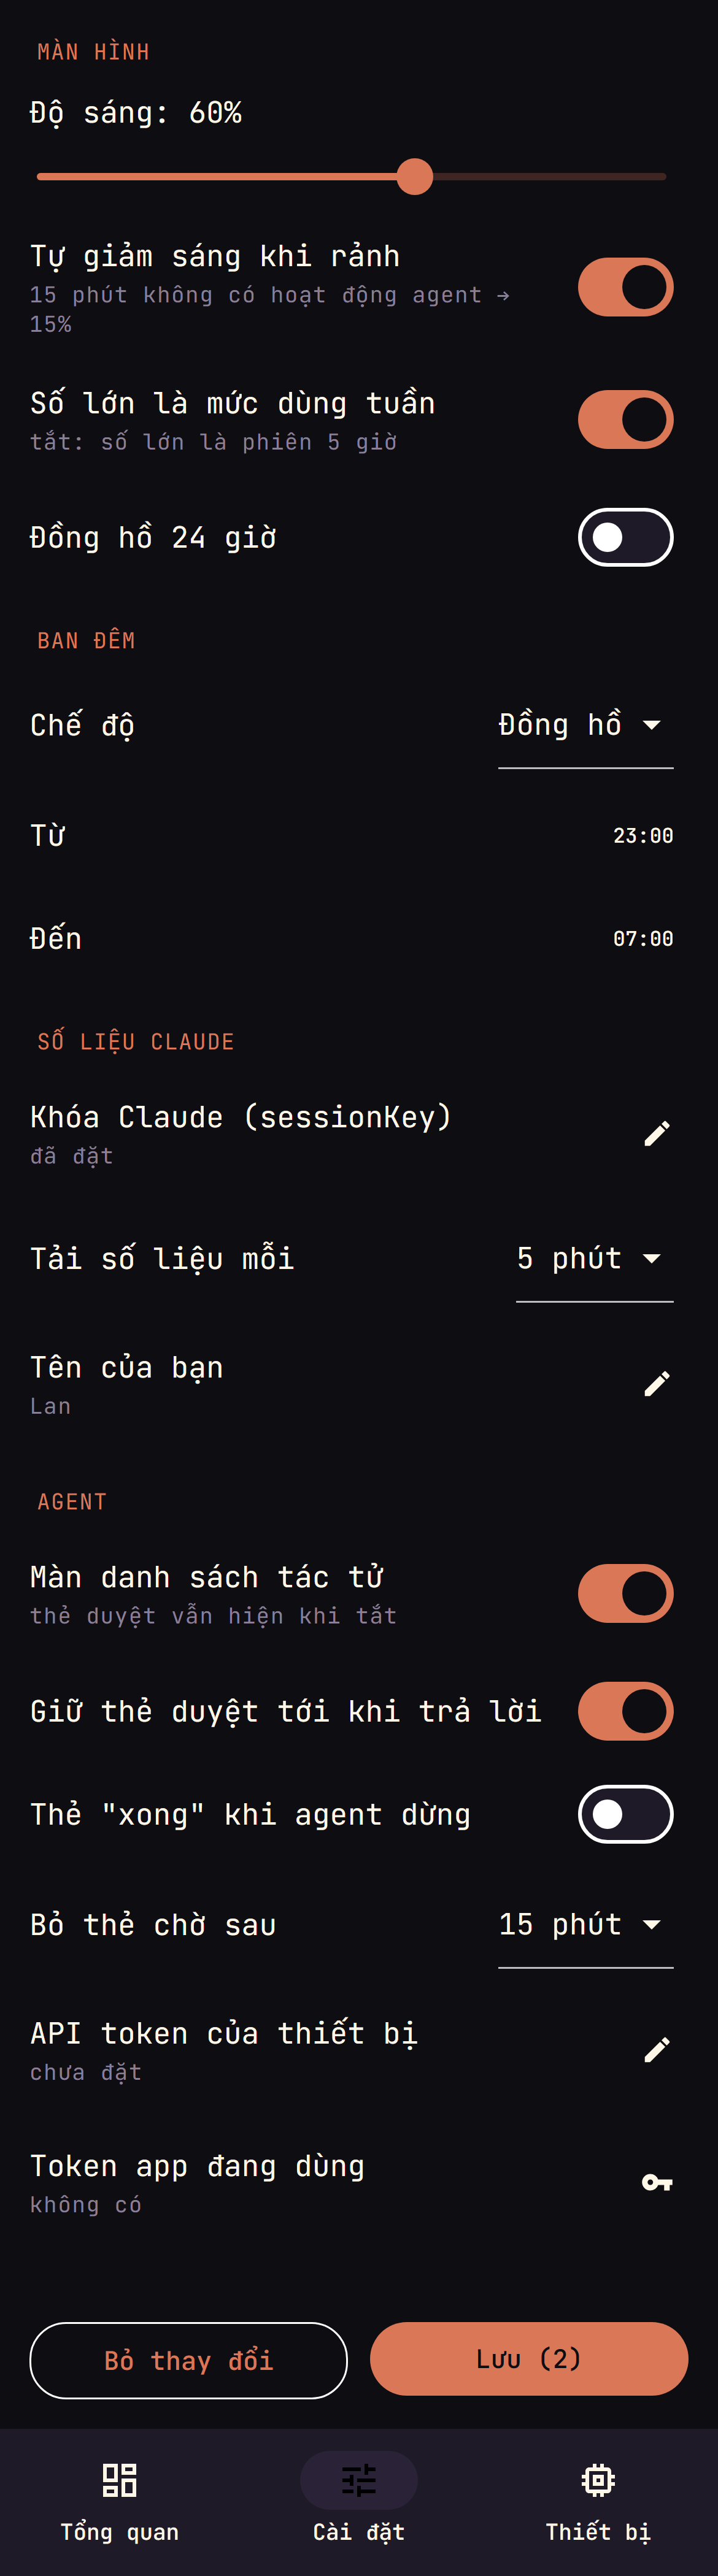 MÀN HÌNH
Độ sáng: 60%
Tự giảm sáng khi rảnh
15 phút không có hoạt động agent →
15%
Số lớn là mức dùng tuần
tắt: số lớn là phiên 5 giờ
Đồng hồ 24 giờ
BAN ĐÊM
Chế độ
Đồng hồ
Từ
23:00
Đến
07:00
SỐ LIỆU CLAUDE
Khóa Claude (sessionKey)
đã đặt
Tải số liệu mỗi
5 phút
Tên của bạn
Lan
AGENT
Màn danh sách tác tử
thẻ duyệt vẫn hiện khi tắt
Giữ thẻ duyệt tới khi trả lời
Thẻ "xong" khi agent dừng
Bỏ thẻ chờ sau
15 phút
API token của thiết bị
chưa đặt
Token app đang dùng
không có
Bỏ thay đổi
Lưu (2)
Tổng quan
Cài đặt
Thiết bị